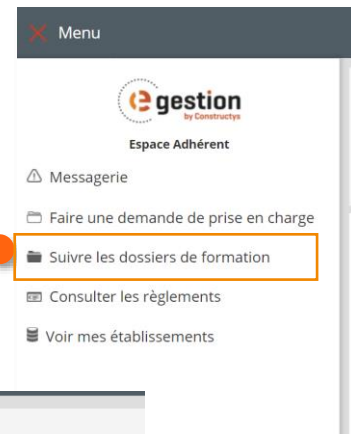 Menu
e gestion
by Constructys
Espace Adhérent
Messagerie
Faire une demande de prise en charge
Suivre les dossiers de formation
Consulter les règlements
Voir mes établissements